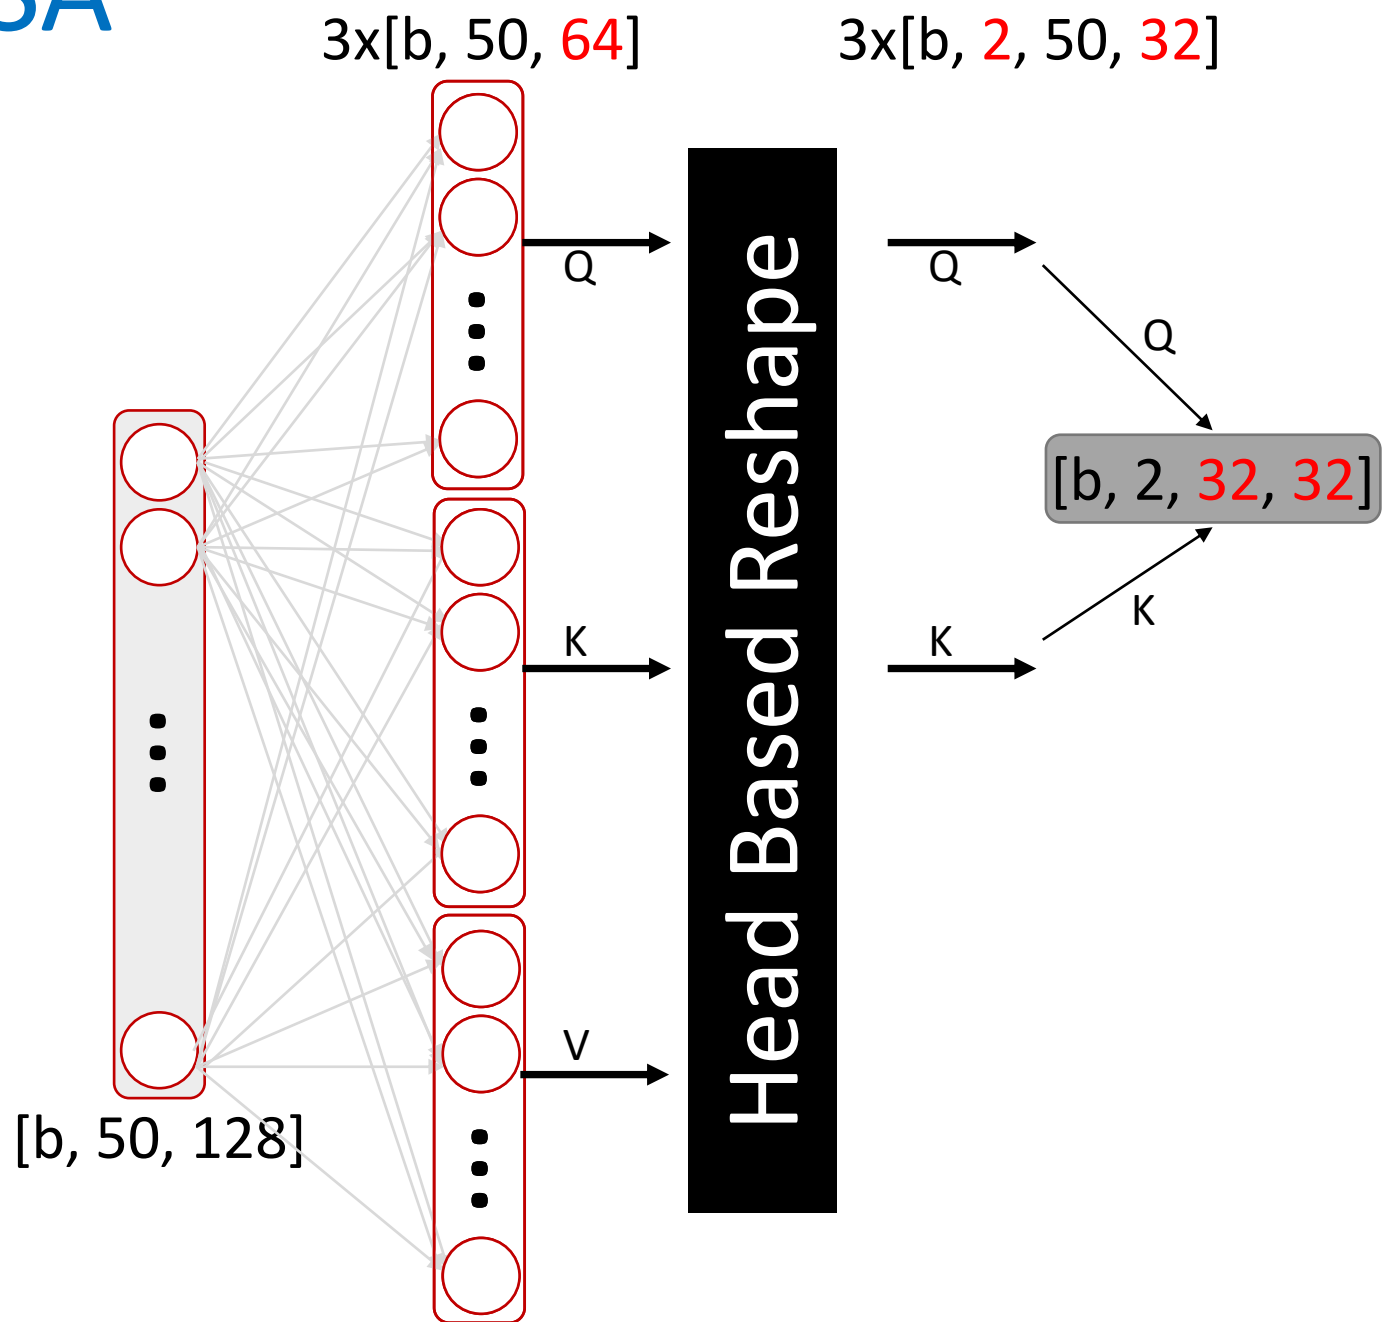 3x[b, 50, 64]
3x[b, 2, 50, 32]
Q
Q
Q
[b, 2, 32, 32]
K
K
K
V
[b, 50, 128]
Head Based Reshape